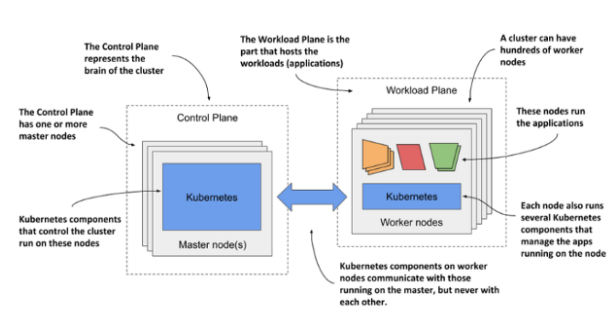 The Control Plane
represents the
brain of the cluster
The Workload Plane is the
part that hosts the
workloads (applications)
A cluster can have
hundreds of worker
nodes
The Control Plane
has one or more
master nodes
Control Plane
Workload Plane
These nodes run
the applications
Kubernetes
Kubernetes
Kubernetes components
that control the cluster
run on these nodes
Master node(s)
Worker nodes
Each node also runs
several Kubernetes
components that
manage the apps
running on the node
Kubernetes components on worker
nodes communicate with those
running on the master, but never with
each other.